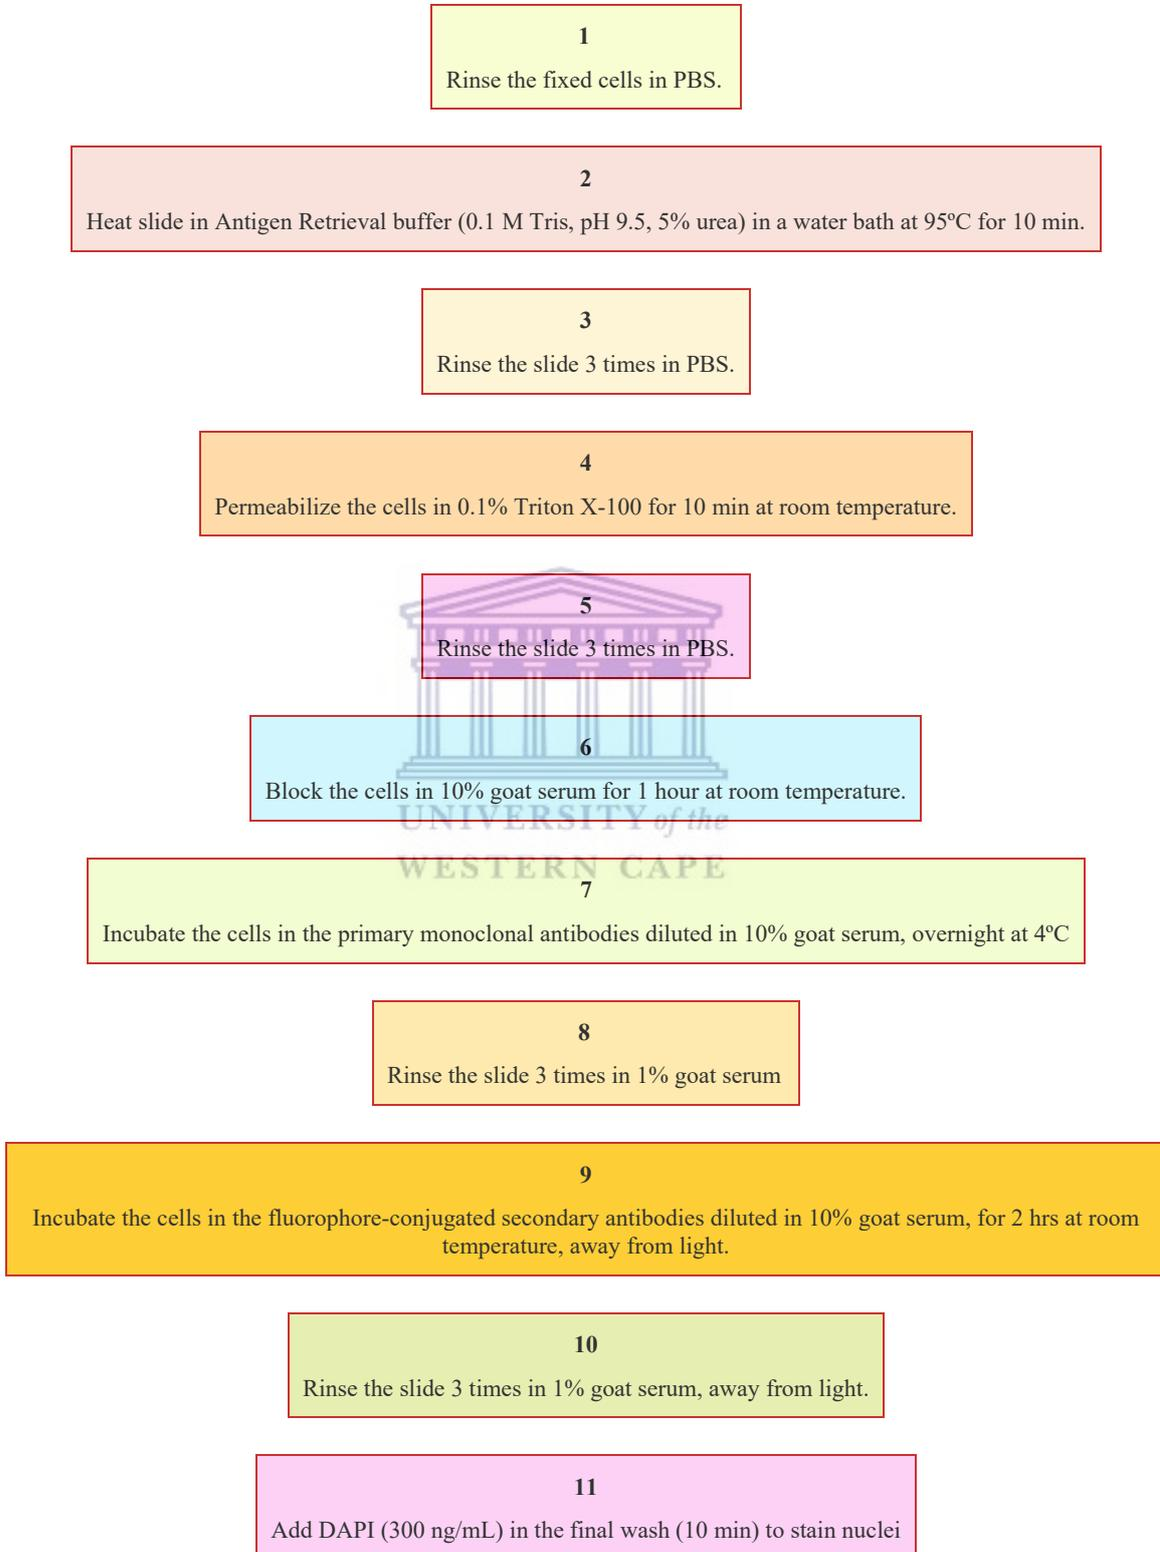 1
Rinse the fixed cells in PBS.
2
Heat slide in Antigen Retrieval buffer (0.1 M Tris, pH 9.5, 5% urea) in a water bath at 95ºC for 10 min.
3
Rinse the slide 3 times in PBS.
4
Permeabilize the cells in 0.1% Triton X-100 for 10 min at room temperature.
5
Rinse the slide 3 times in PBS.
6
Block the cells in 10% goat serum for 1 hour at room temperature.
UNIVERSITY of the
WESTERN CAPE
7
Incubate the cells in the primary monoclonal antibodies diluted in 10% goat serum, overnight at 4ºC
8
Rinse the slide 3 times in 1% goat serum
9
Incubate the cells in the fluorophore-conjugated secondary antibodies diluted in 10% goat serum, for 2 hrs at room
temperature, away from light.
10
Rinse the slide 3 times in 1% goat serum, away from light.
11
Add DAPI (300 ng/mL) in the final wash (10 min) to stain nuclei